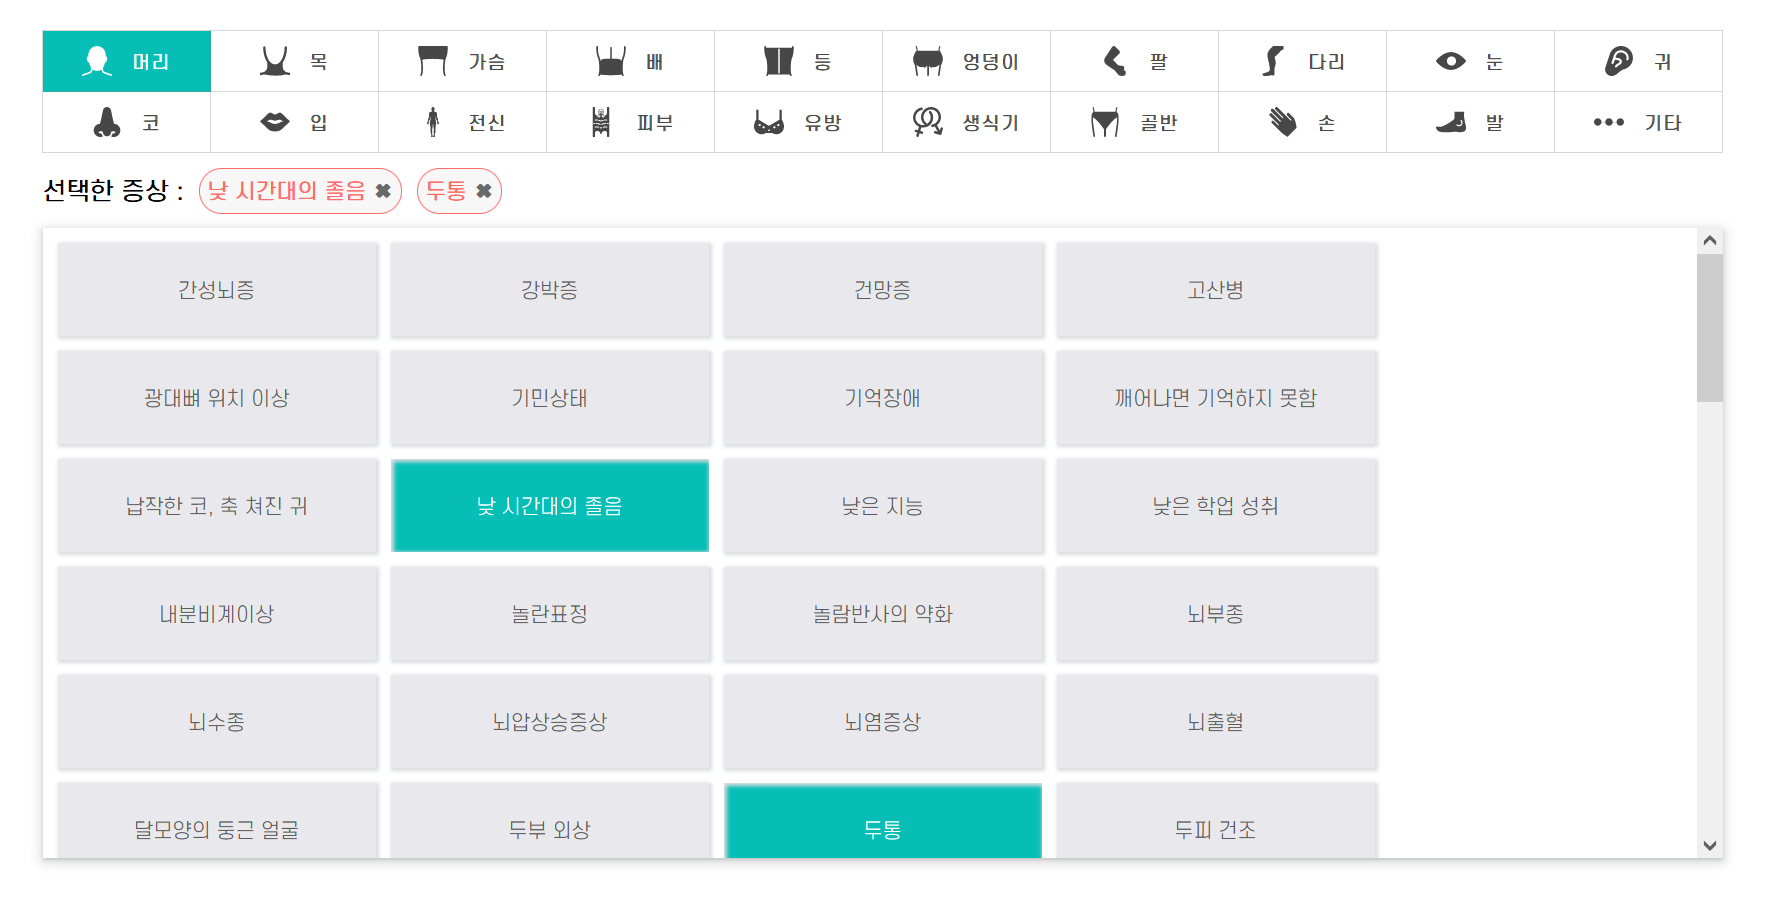 머리 목 가슴 배 등 엉덩이 팔 다리 눈 귀
코 입 전신 피부 유방 생식기 골반 손 발 기타
선택한 증상 : 낮 시간대의 졸음 ✖ 두통 ✖
간성뇌증 강박증 건망증 고산병
광대뼈 위치 이상 기민상태 기억장애 깨어나면 기억하지 못함
납작한 코, 축 쳐진 귀 낮 시간대의 졸음 낮은 지능 낮은 학업 성취
내분비계이상 놀란표정 놀람반사의 약화 뇌부종
뇌수종 뇌압상승증상 뇌염증상 뇌출혈
달모양의 둥근 얼굴 두부 외상 두통 두피 건조